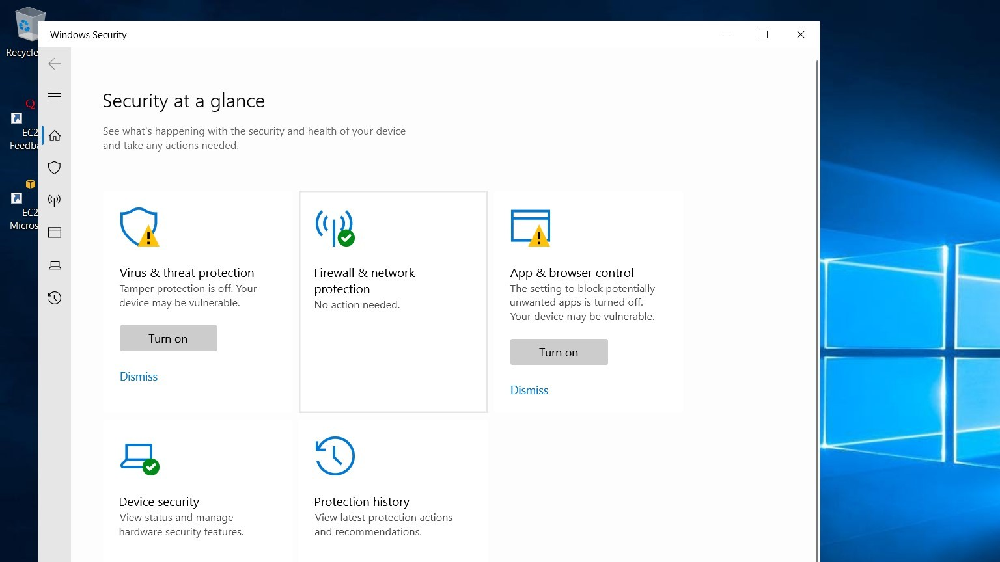 Windows Security
Recycle
EC2
Feedba
EC2
Micros
Security at a glance
See what's happening with the security and health of your device
and take any actions needed.
Virus & threat protection
Tamper protection is off. Your
device may be vulnerable.
Turn on
Dismiss
Firewall & network
protection
No action needed.
App & browser control
The setting to block potentially
unwanted apps is turned off.
Your device may be vulnerable.
Turn on
Dismiss
Device security
View status and manage
hardware security features.
Protection history
View latest protection actions
and recommendations.